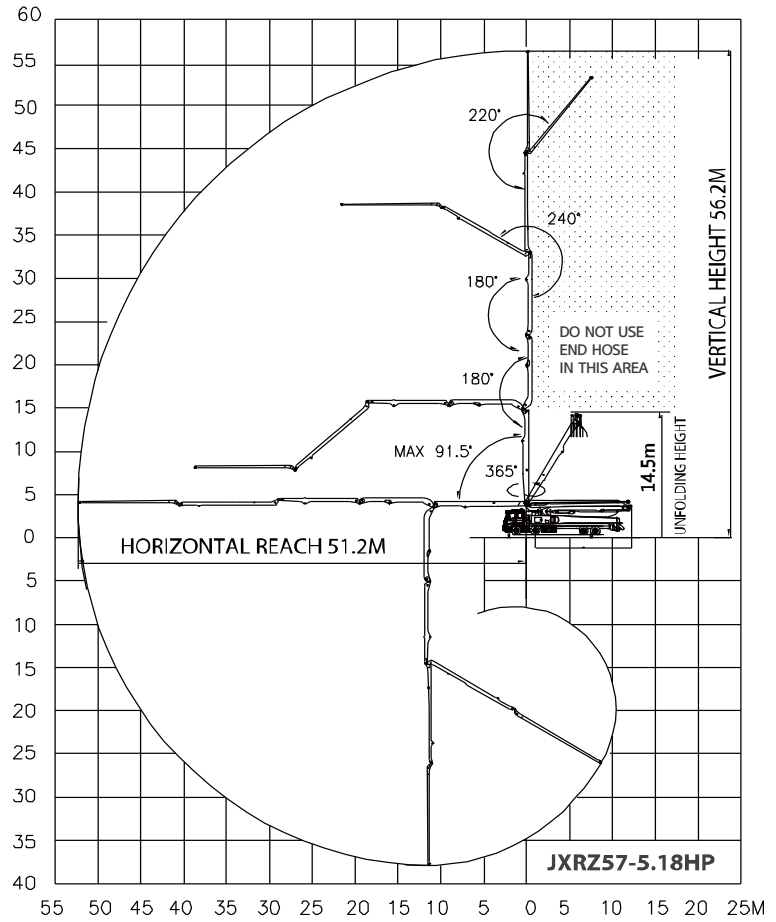 60
55
50
45
40
35
30
25
20
15
10
5
0
5
10
15
20
25
30
35
40
220°
240°
180°
180°
MAX 91.5°
365°
DO NOT USE
END HOSE
IN THIS AREA
VERTICAL HEIGHT 56.2M
14.5m
UNFOLDING HEIGHT
HORIZONTAL REACH 51.2M
JXRZ57-5.18HP
55 50 45 40 35 30 25 20 15 10 5 0 5 10 15 20 25M